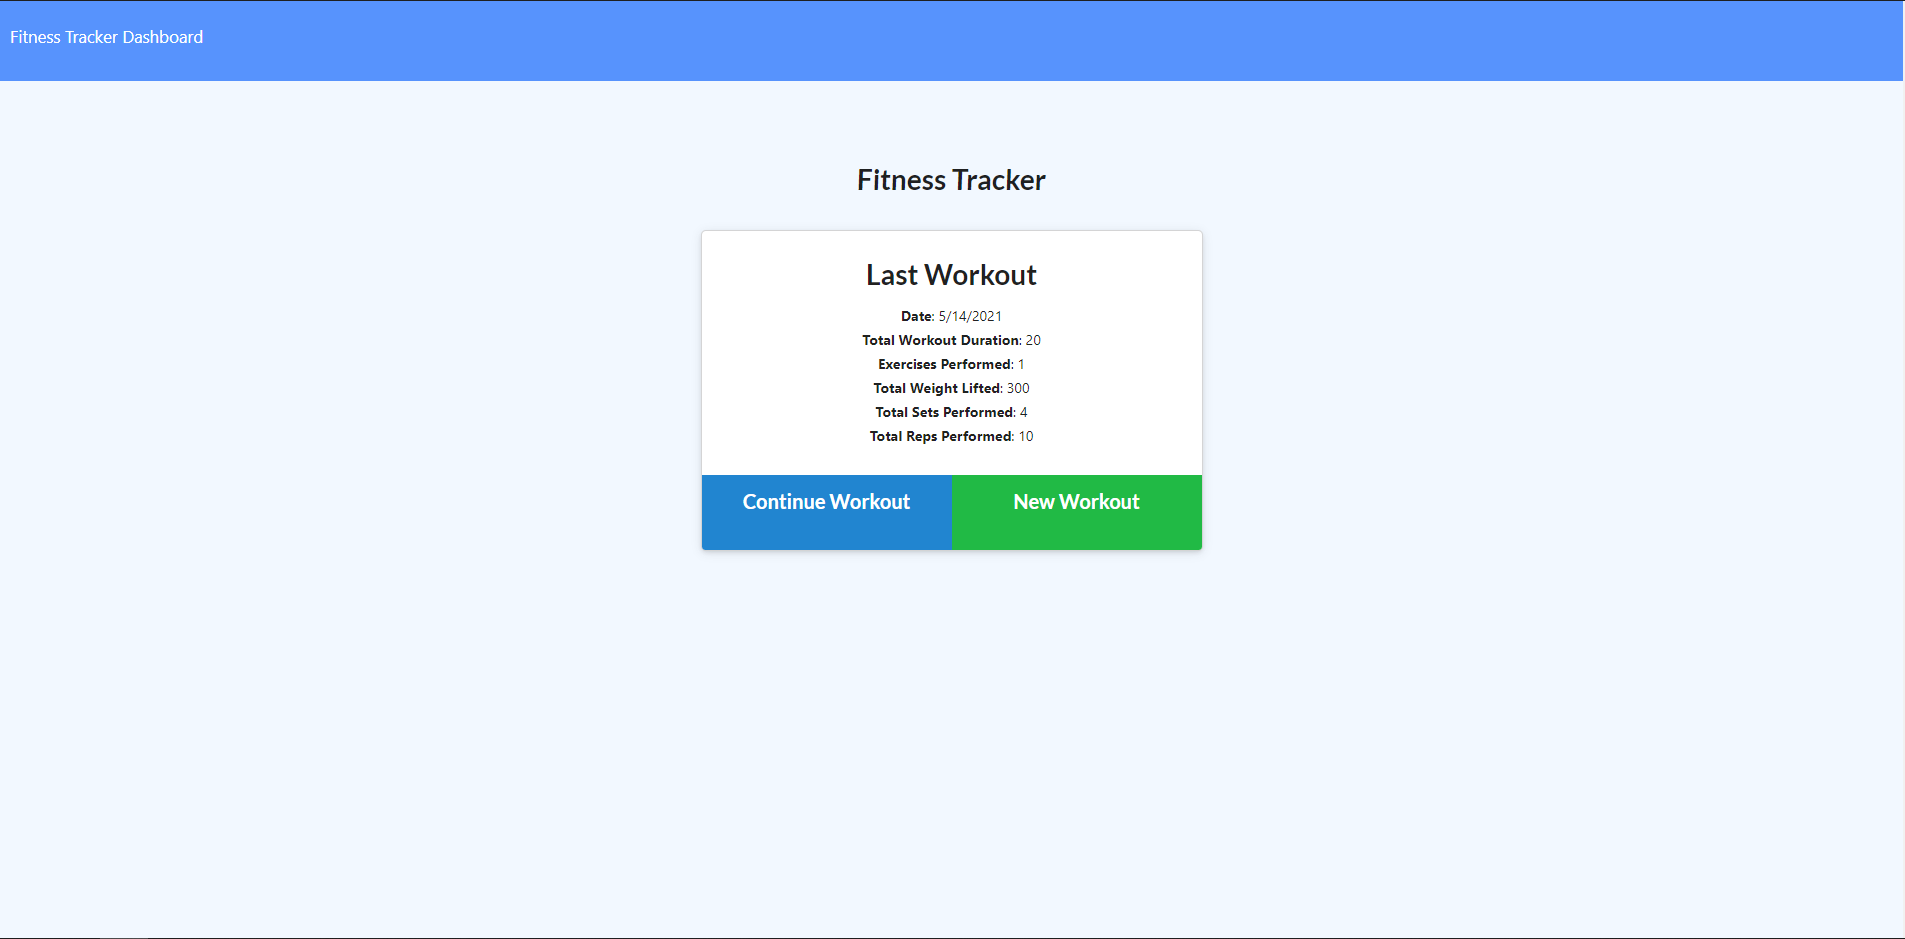 Fitness Tracker Dashboard
Fitness Tracker
Last Workout
Date: 5/14/2021
Total Workout Duration: 20
Exercises Performed: 1
Total Weight Lifted: 300
Total Sets Performed: 4
Total Reps Performed: 10
Continue Workout
New Workout